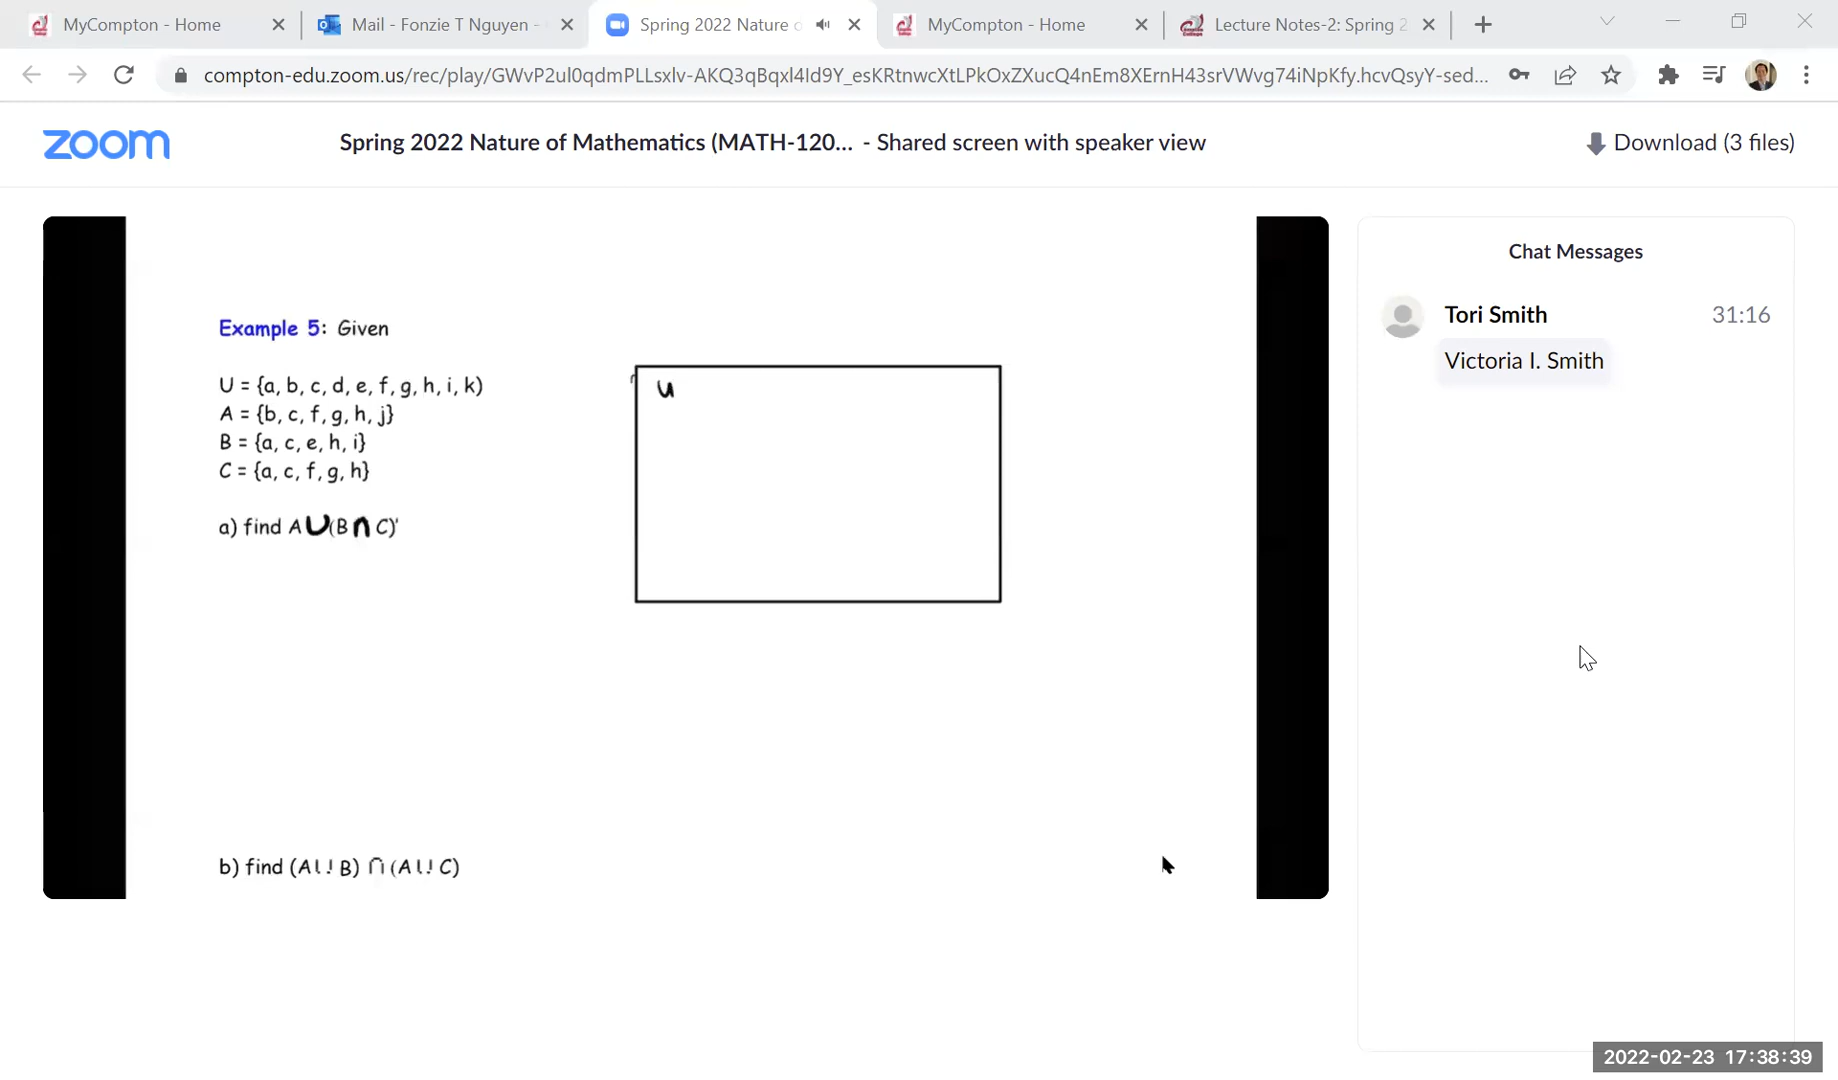 MyCompton - Home
Mail - Fonzie T Nguyen -
Spring 2022 Nature o
MyCompton - Home
Lecture Notes-2: Spring 2
compton-edu.zoom.us/rec/play/GWvP2ul0qdmPLLsxlv-AKQ3qBqxl4Id9Y_esKRtnwcXtLPkOxZXucQ4nEm8XErnH43srVWvg74iNpKfy.hcvQsyY-sed...
zoom
Spring 2022 Nature of Mathematics (MATH-120... - Shared screen with speaker view
Download (3 files)
Example 5: Given
U = {a, b, c, d, e, f, g, h, i, k)
A = {b, c, f, g, h, j}
B = {a, c, e, h, i}
C = {a, c, f, g, h}
a) find A ∪ (B ∩ C)'
U
b) find (A ∪ B) ∩ (A ∪ C)
Chat Messages
Tori Smith 31:16
Victoria I. Smith
2022-02-23 17:38:39